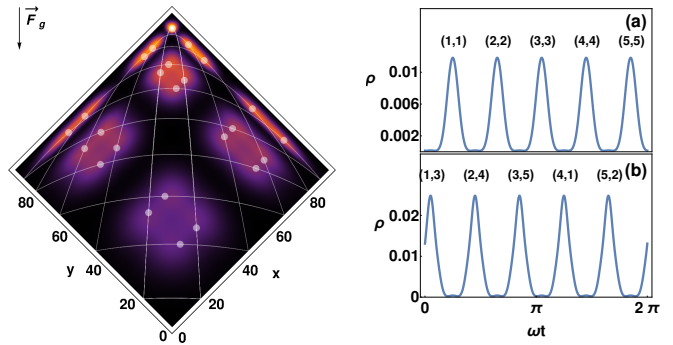 F g
80
60
y 40
20
0
0
20
40
x
60
80
(a)
(1,1) (2,2) (3,3) (4,4) (5,5)
ρ
0.01
0.006
0.002
(b)
(1,3) (2,4) (3,5) (4,1) (5,2)
ρ
0.02
0.01
0
0 π 2 π
ωt